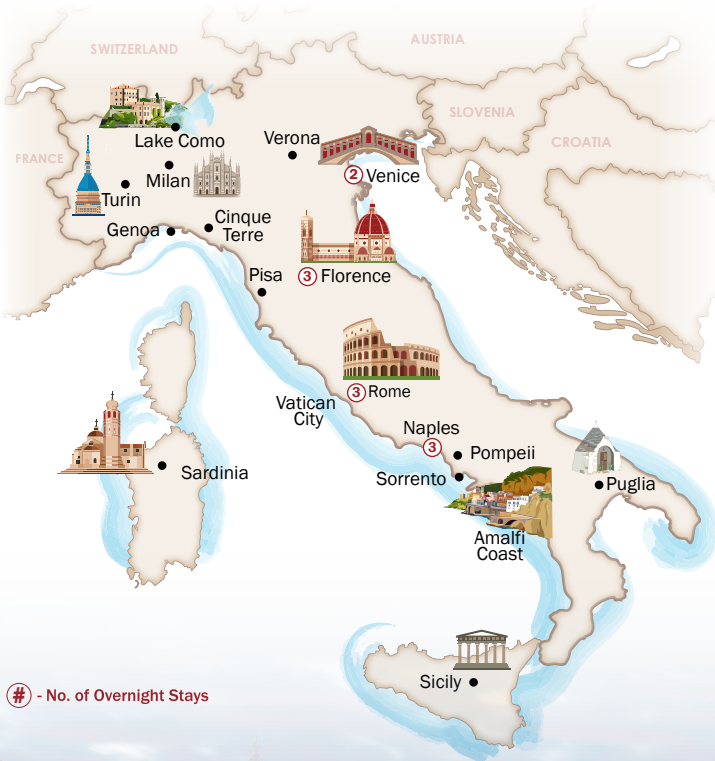 SWITZERLAND
AUSTRIA
SLOVENIA
CROATIA
FRANCE
Lake Como
Verona
Milan
2 Venice
Turin
Genoa
Cinque
Terre
Pisa
3 Florence
3 Rome
Vatican
City
Naples
3
Pompeii
Sorrento
Sardinia
Puglia
Amalfi
Coast
Sicily
# - No. of Overnight Stays